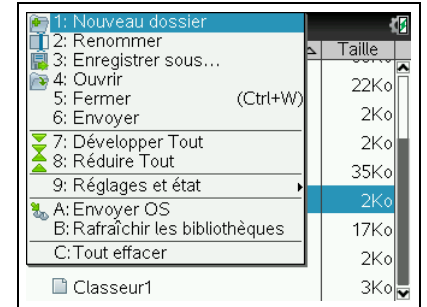 1: Nouveau dossier
2: Renommer
3: Enregistrer sous...
4: Ouvrir
5: Fermer (Ctrl+W)
6: Envoyer
7: Développer Tout
8: Réduire Tout
9: Réglages et état
A: Envoyer OS
B: Rafraîchir les bibliothèques
C: Tout effacer
Taille
22Ko
2Ko
2Ko
35Ko
2Ko
17Ko
2Ko
Classeur1 3Ko